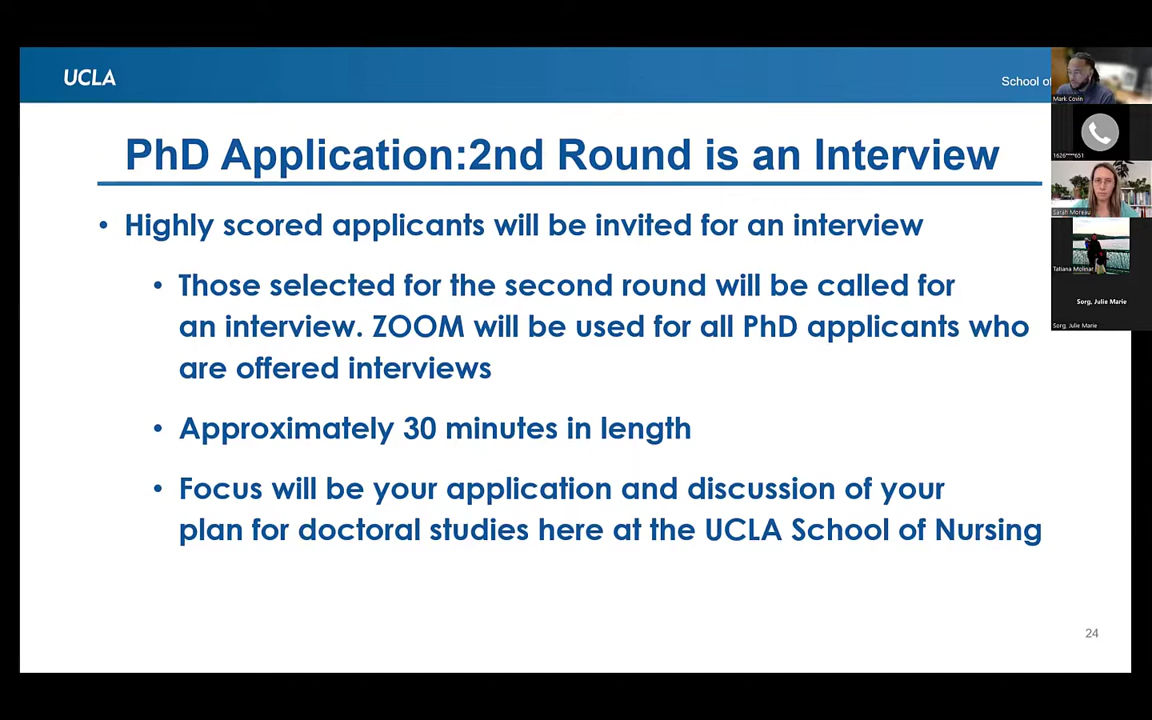 UCLA
School of
PhD Application:2nd Round is an Interview
• Highly scored applicants will be invited for an interview
• Those selected for the second round will be called for
an interview. ZOOM will be used for all PhD applicants who
are offered interviews
• Approximately 30 minutes in length
• Focus will be your application and discussion of your
plan for doctoral studies here at the UCLA School of Nursing
24
Mark Covin
1626****651
Sarah Moreau
Tatiana Molinar
Sorg, Julie Marie
Sorg, Julie Marie